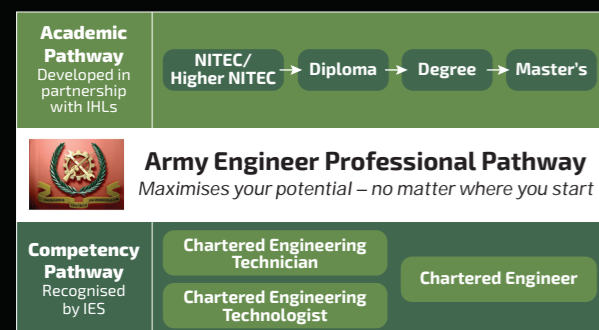 Academic
Pathway
Developed in
partnership
with IHLs
NITEC/
Higher NITEC
Diploma
Degree
Master’s
Army Engineer Professional Pathway
Maximises your potential – no matter where you start
Competency
Pathway
Recognised
by IES
Chartered Engineering
Technician
Chartered Engineering
Technologist
Chartered Engineer